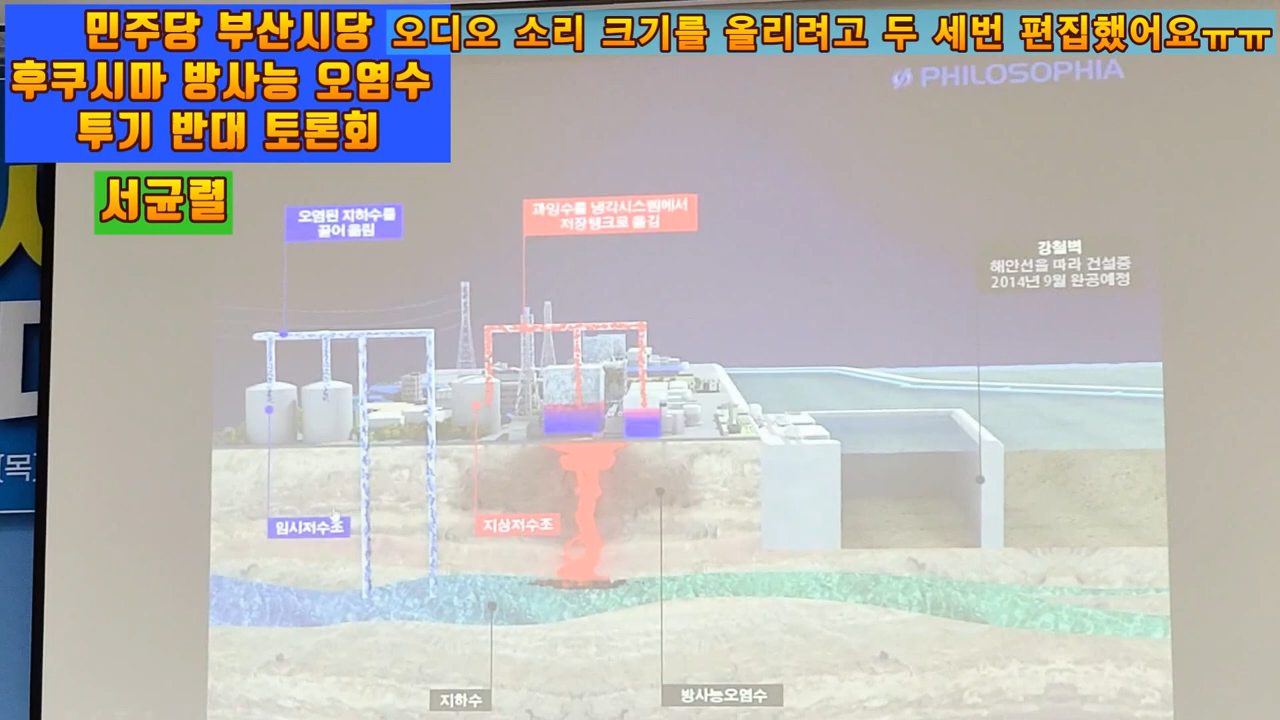 민주당 부산시당
후쿠시마 방사능 오염수
투기 반대 토론회
오디오 소리 크기를 올리려고 두 세번 편집했어요ㅠㅠ
서균렬
PHILOSOPHIA
오염된 지하수를
끌어 올림
과잉수를 냉각시스템에서
저장탱크로 옮김
강철벽
해안선을 따라 건설중
2014년 9월 완공예정
임시저수조
지상저수조
지하수
방사능오염수
(목)